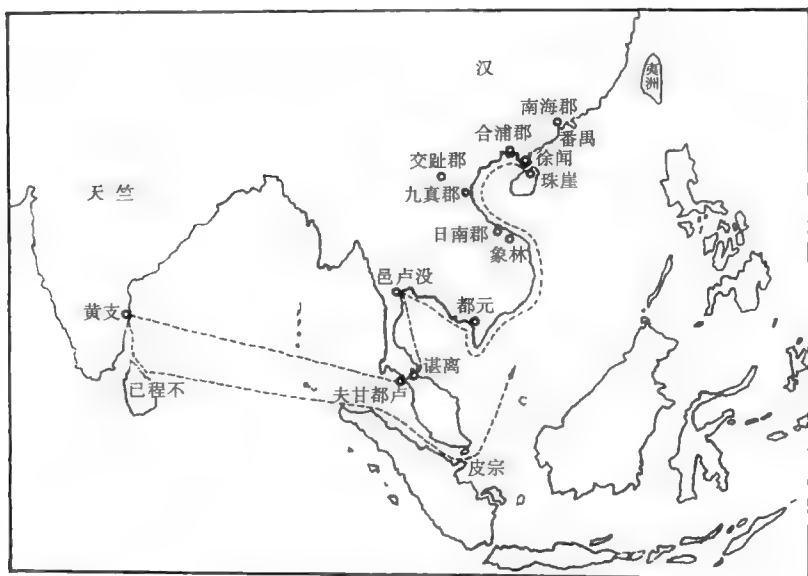 汉
夷洲
南海郡
番禺
合浦郡
徐闻
珠崖
交趾郡
九真郡
天竺
日南郡
象林
邑卢没
都元
黄支
谌离
已程不
夫甘都卢
皮宗